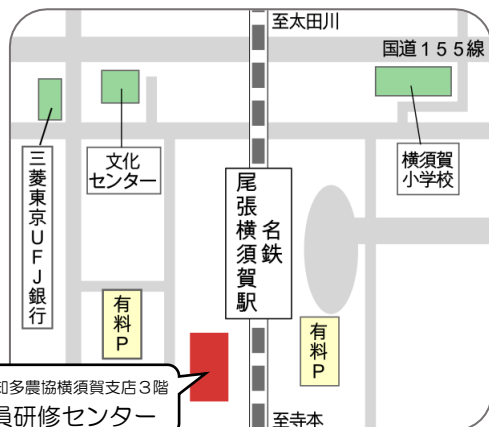 至太田川
国道１５５線
三菱東京ＵＦＪ銀行
文化
センター
横須賀
小学校
名鉄
尾張横須賀駅
有料Ｐ
有料Ｐ
知多農協横須賀支店３階
員研修センター
至寺本